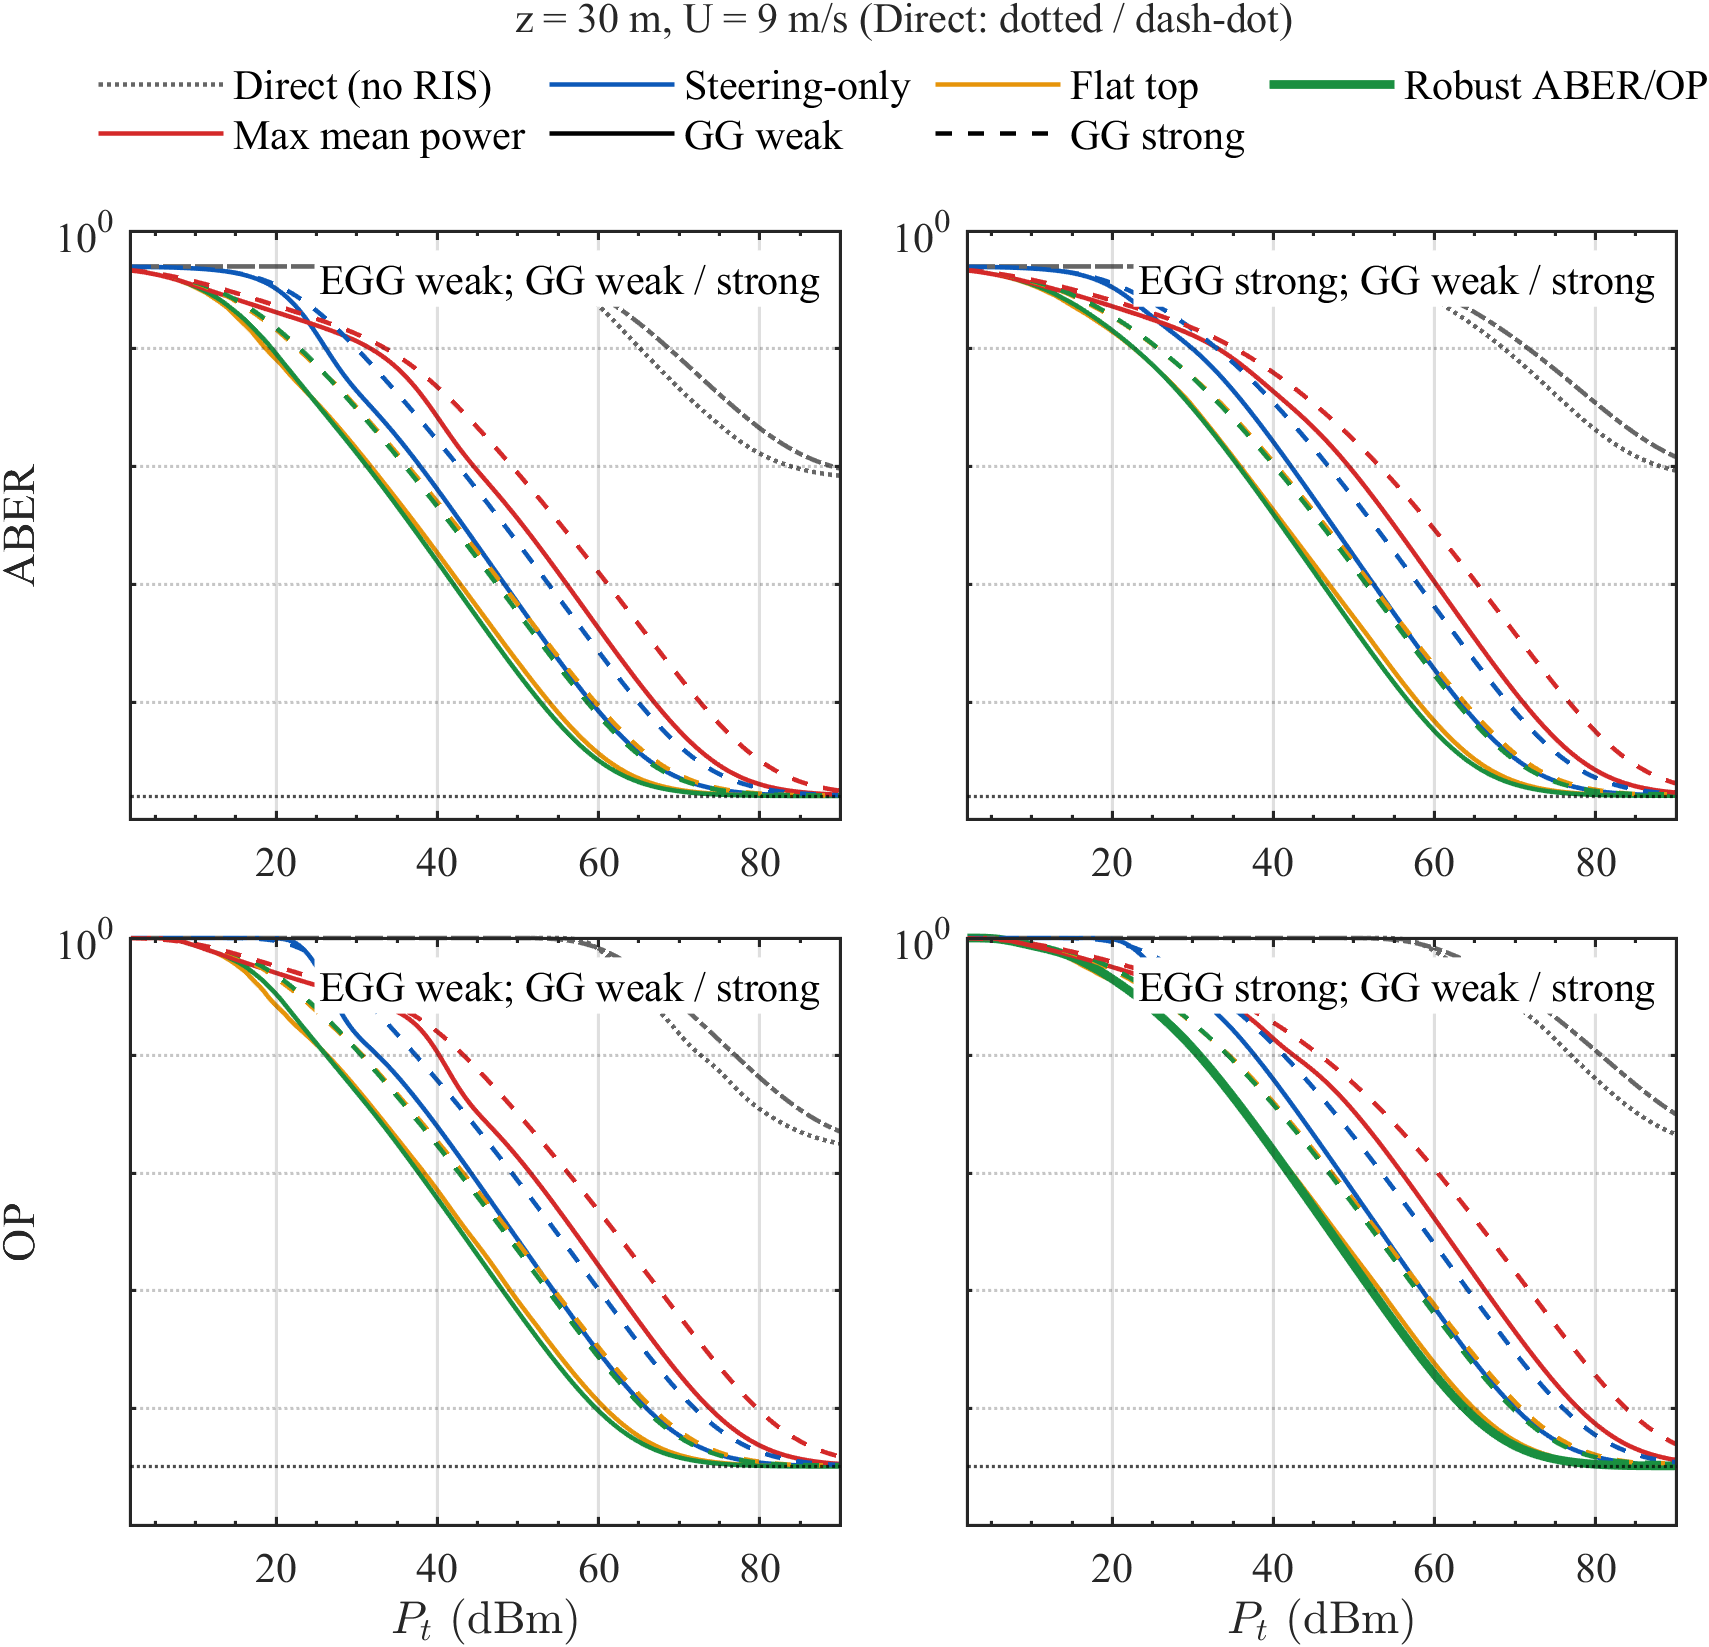 z = 30 m, U = 9 m/s (Direct: dotted / dash-dot)
Direct (no RIS) Steering-only Flat top Robust ABER/OP
Max mean power GG weak GG strong
10^0 10^0
EGG weak; GG weak / strong EGG strong; GG weak / strong
ABER
20 40 60 80 20 40 60 80
10^0 10^0
EGG weak; GG weak / strong EGG strong; GG weak / strong
OP
20 40 60 80 20 40 60 80
P_t (dBm) P_t (dBm)